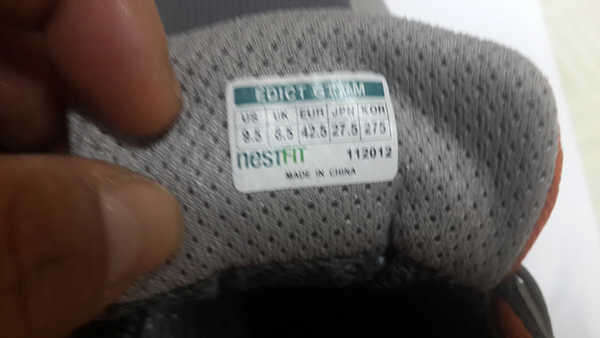 EDICT
US UK EUR JPN KOR
9.5 8.5 42.5 27.5 275
nestFIT 112012
MADE IN CHINA